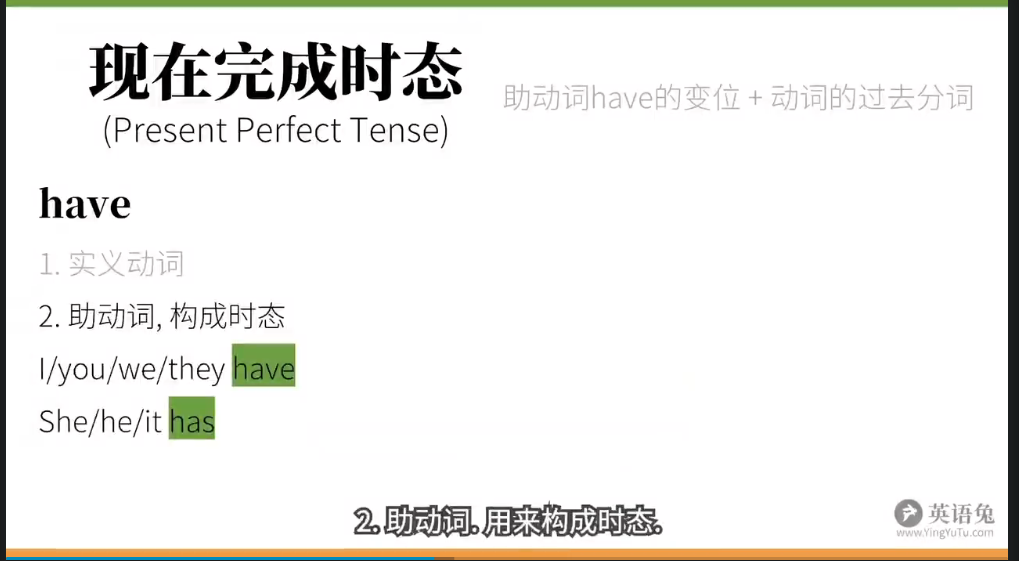 现在完成时态
(Present Perfect Tense)
助动词have的变位 + 动词的过去分词
have
1. 实义动词
2. 助动词, 构成时态
I/you/we/they have
She/he/it has
2. 助动词. 用来构成时态.
英语兔
www.YingYuTu.com